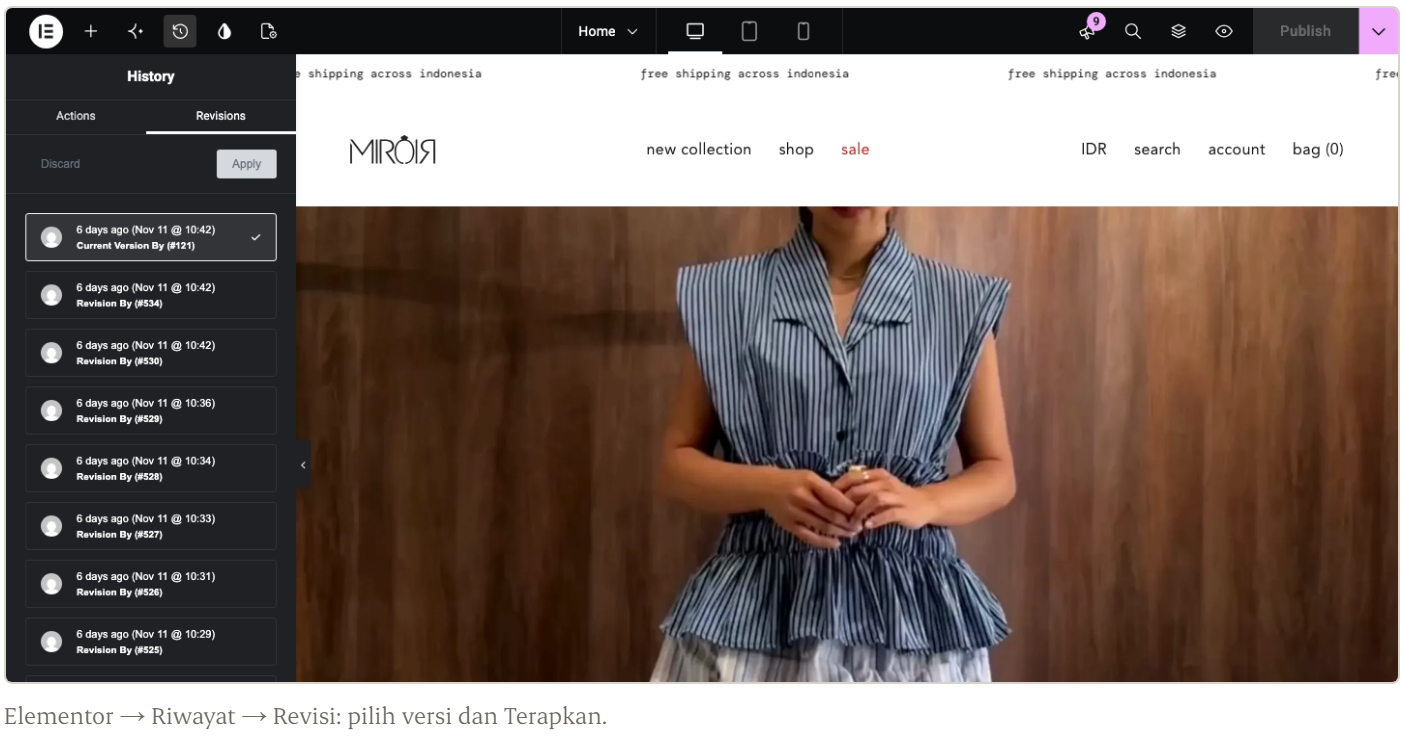 Home
9
Publish
History
Actions
Revisions
Discard
Apply
6 days ago (Nov 11 @ 10:42)
Current Version By (#121)
6 days ago (Nov 11 @ 10:42)
Revision By (#534)
6 days ago (Nov 11 @ 10:42)
Revision By (#530)
6 days ago (Nov 11 @ 10:36)
Revision By (#529)
6 days ago (Nov 11 @ 10:34)
Revision By (#528)
6 days ago (Nov 11 @ 10:33)
Revision By (#527)
6 days ago (Nov 11 @ 10:31)
Revision By (#526)
6 days ago (Nov 11 @ 10:29)
Revision By (#525)
e shipping across indonesia free shipping across indonesia free shipping across indonesia fre
MIROIR
new collection shop sale
IDR search account bag (0)
Elementor → Riwayat → Revisi: pilih versi dan Terapkan.